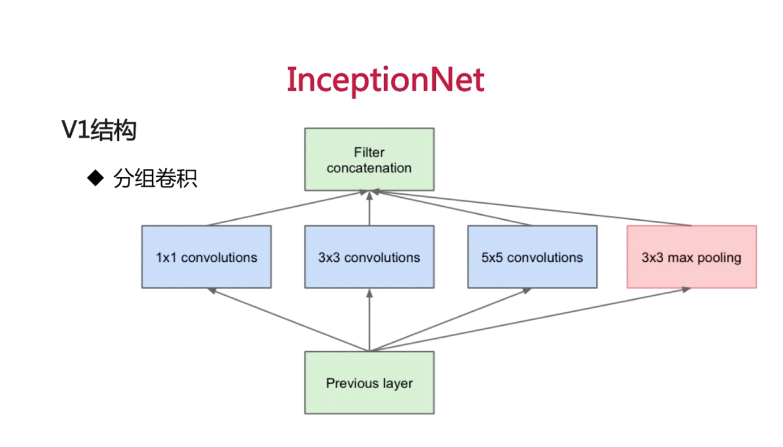 InceptionNet
V1结构
◆ 分组卷积
Filter
concatenation
1x1 convolutions
3x3 convolutions
5x5 convolutions
3x3 max pooling
Previous layer